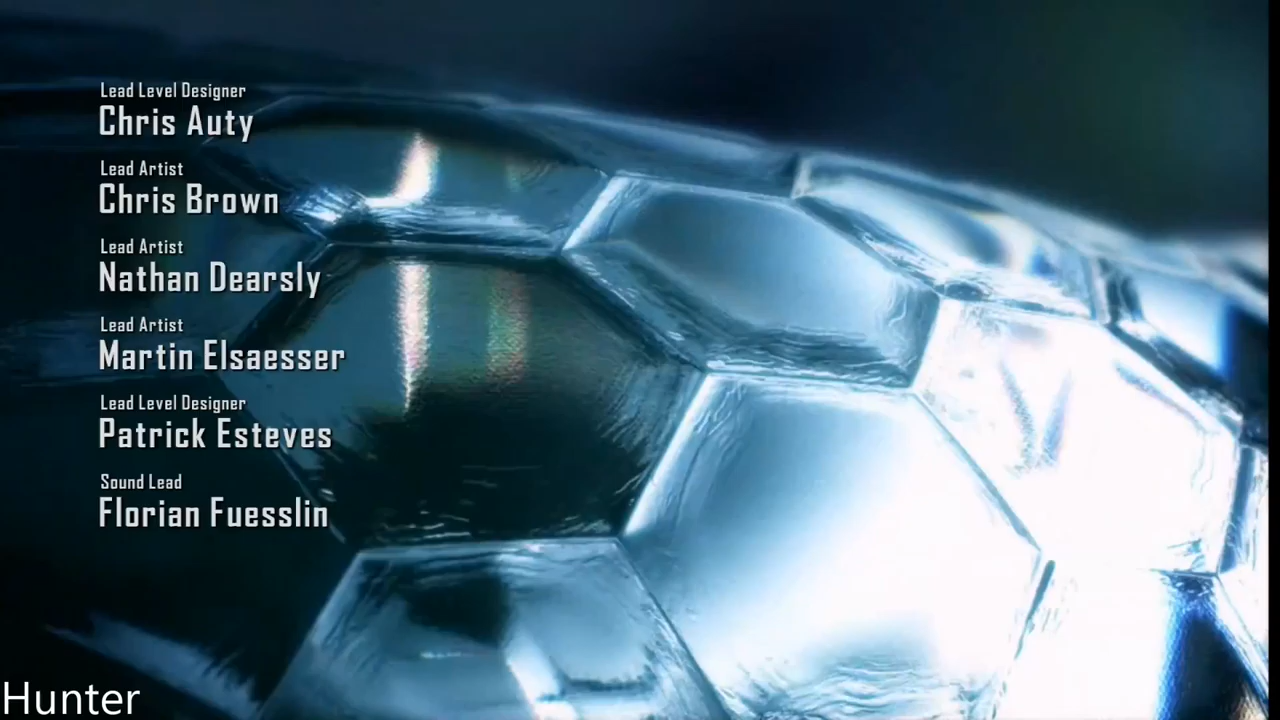 Lead Level Designer
Chris Auty
Lead Artist
Chris Brown
Lead Artist
Nathan Dearsly
Lead Artist
Martin Elsaesser
Lead Level Designer
Patrick Esteves
Sound Lead
Florian Fuesslin
Hunter